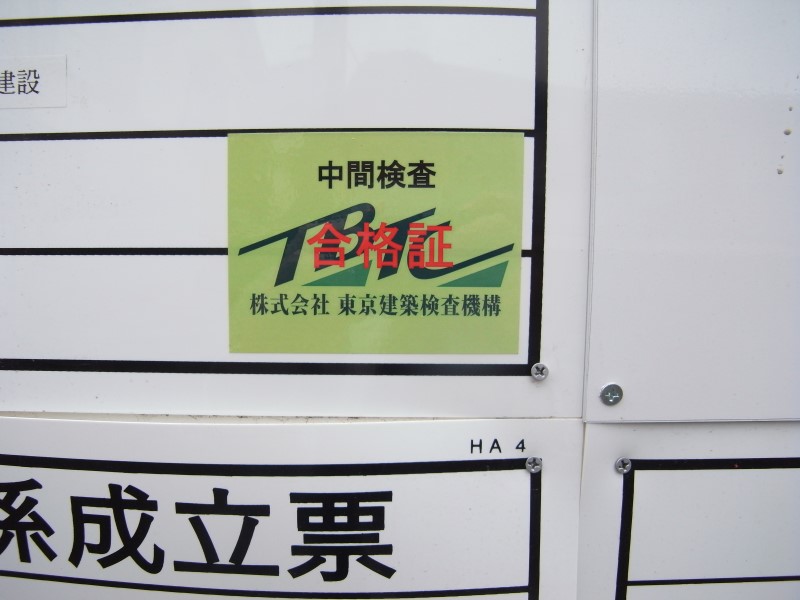 建設
中間検査
TBTC
合格証
株式会社 東京建築検査機構
HA 4
係成立票